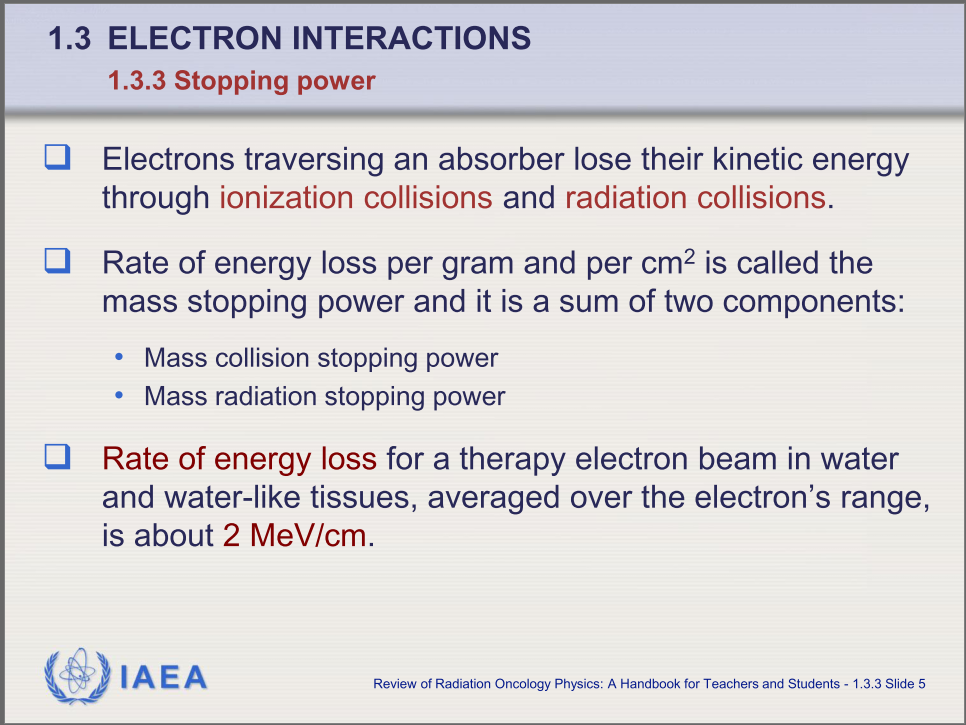 1.3 ELECTRON INTERACTIONS
1.3.3 Stopping power
Electrons traversing an absorber lose their kinetic energy
through ionization collisions and radiation collisions.
Rate of energy loss per gram and per cm² is called the
mass stopping power and it is a sum of two components:
• Mass collision stopping power
• Mass radiation stopping power
Rate of energy loss for a therapy electron beam in water
and water-like tissues, averaged over the electron’s range,
is about 2 MeV/cm.
IAEA
Review of Radiation Oncology Physics: A Handbook for Teachers and Students - 1.3.3 Slide 5